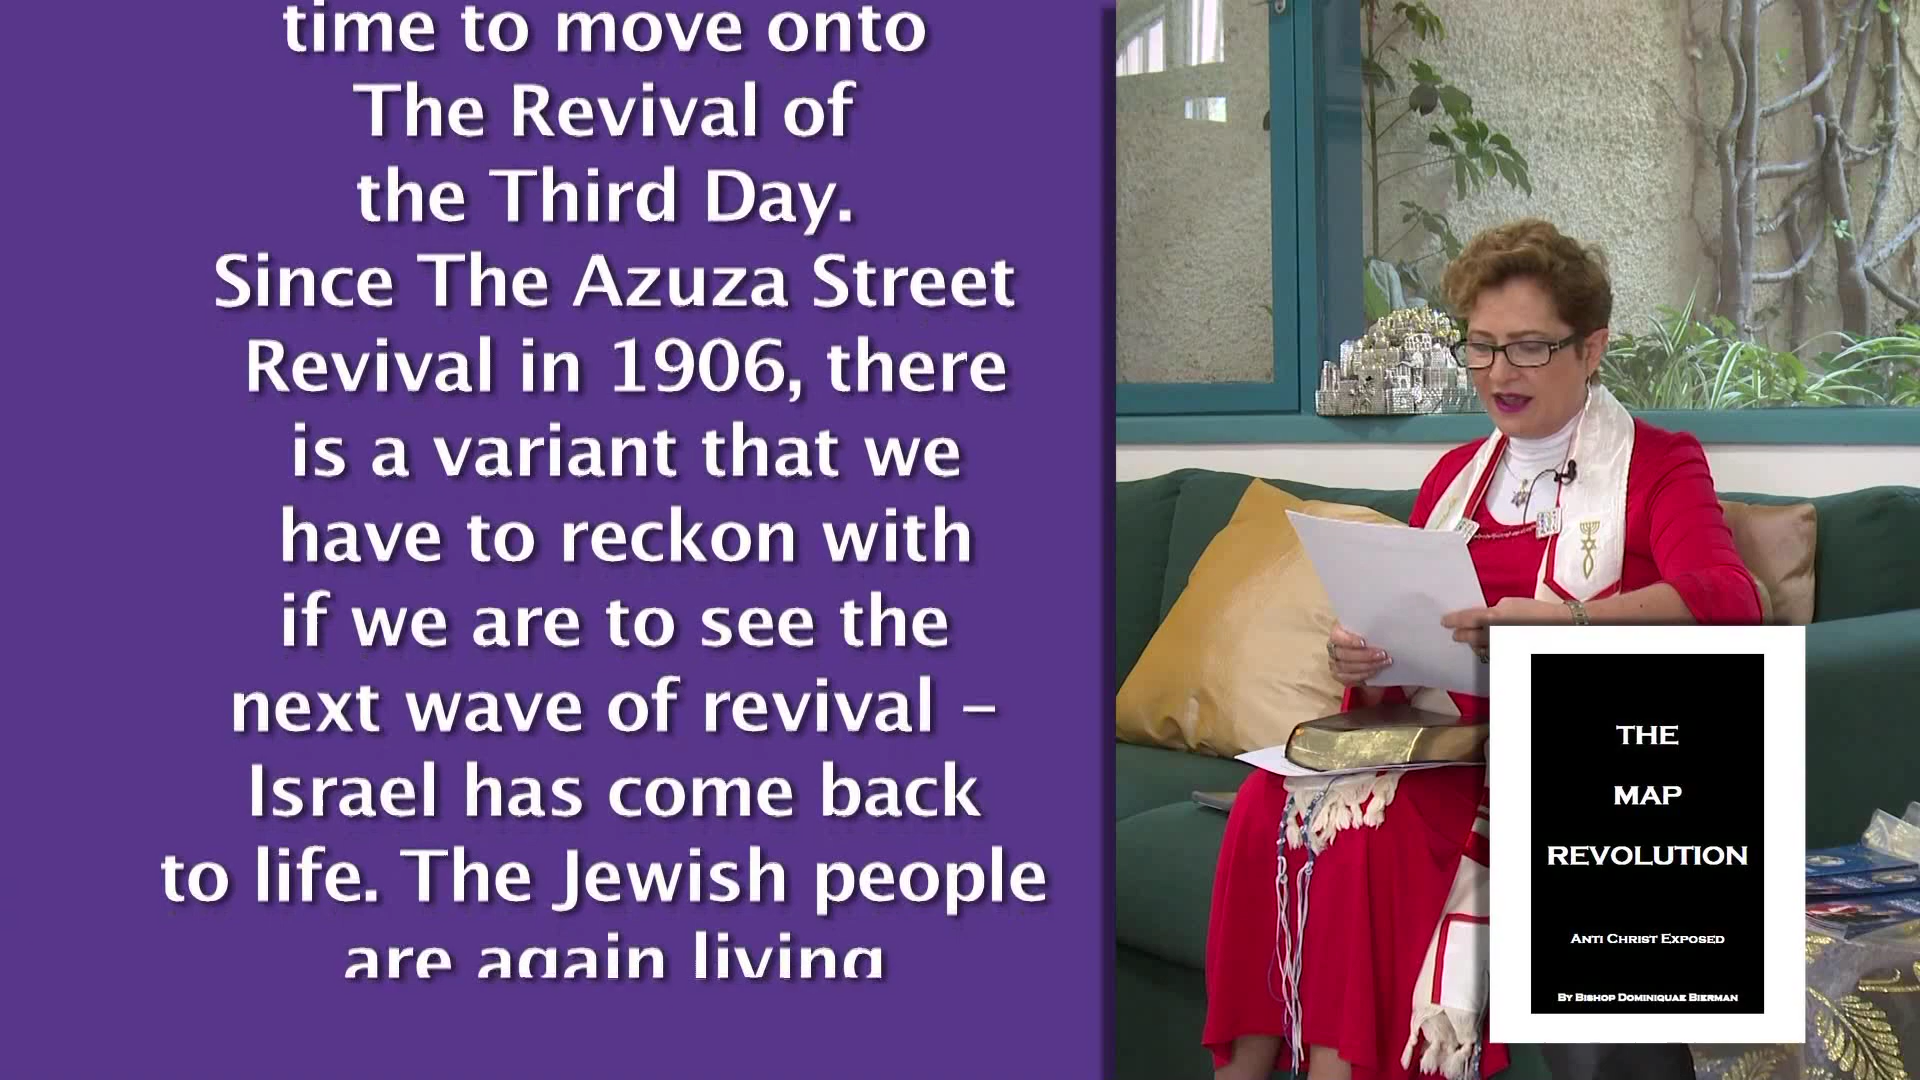 time to move onto
The Revival of
the Third Day.
Since The Azuza Street
Revival in 1906, there
is a variant that we
have to reckon with
if we are to see the
next wave of revival –
Israel has come back
to life. The Jewish people
are again living
THE
MAP
REVOLUTION
ANTI CHRIST EXPOSED
BY BISHOP DOMINIQUAE BIERMAN